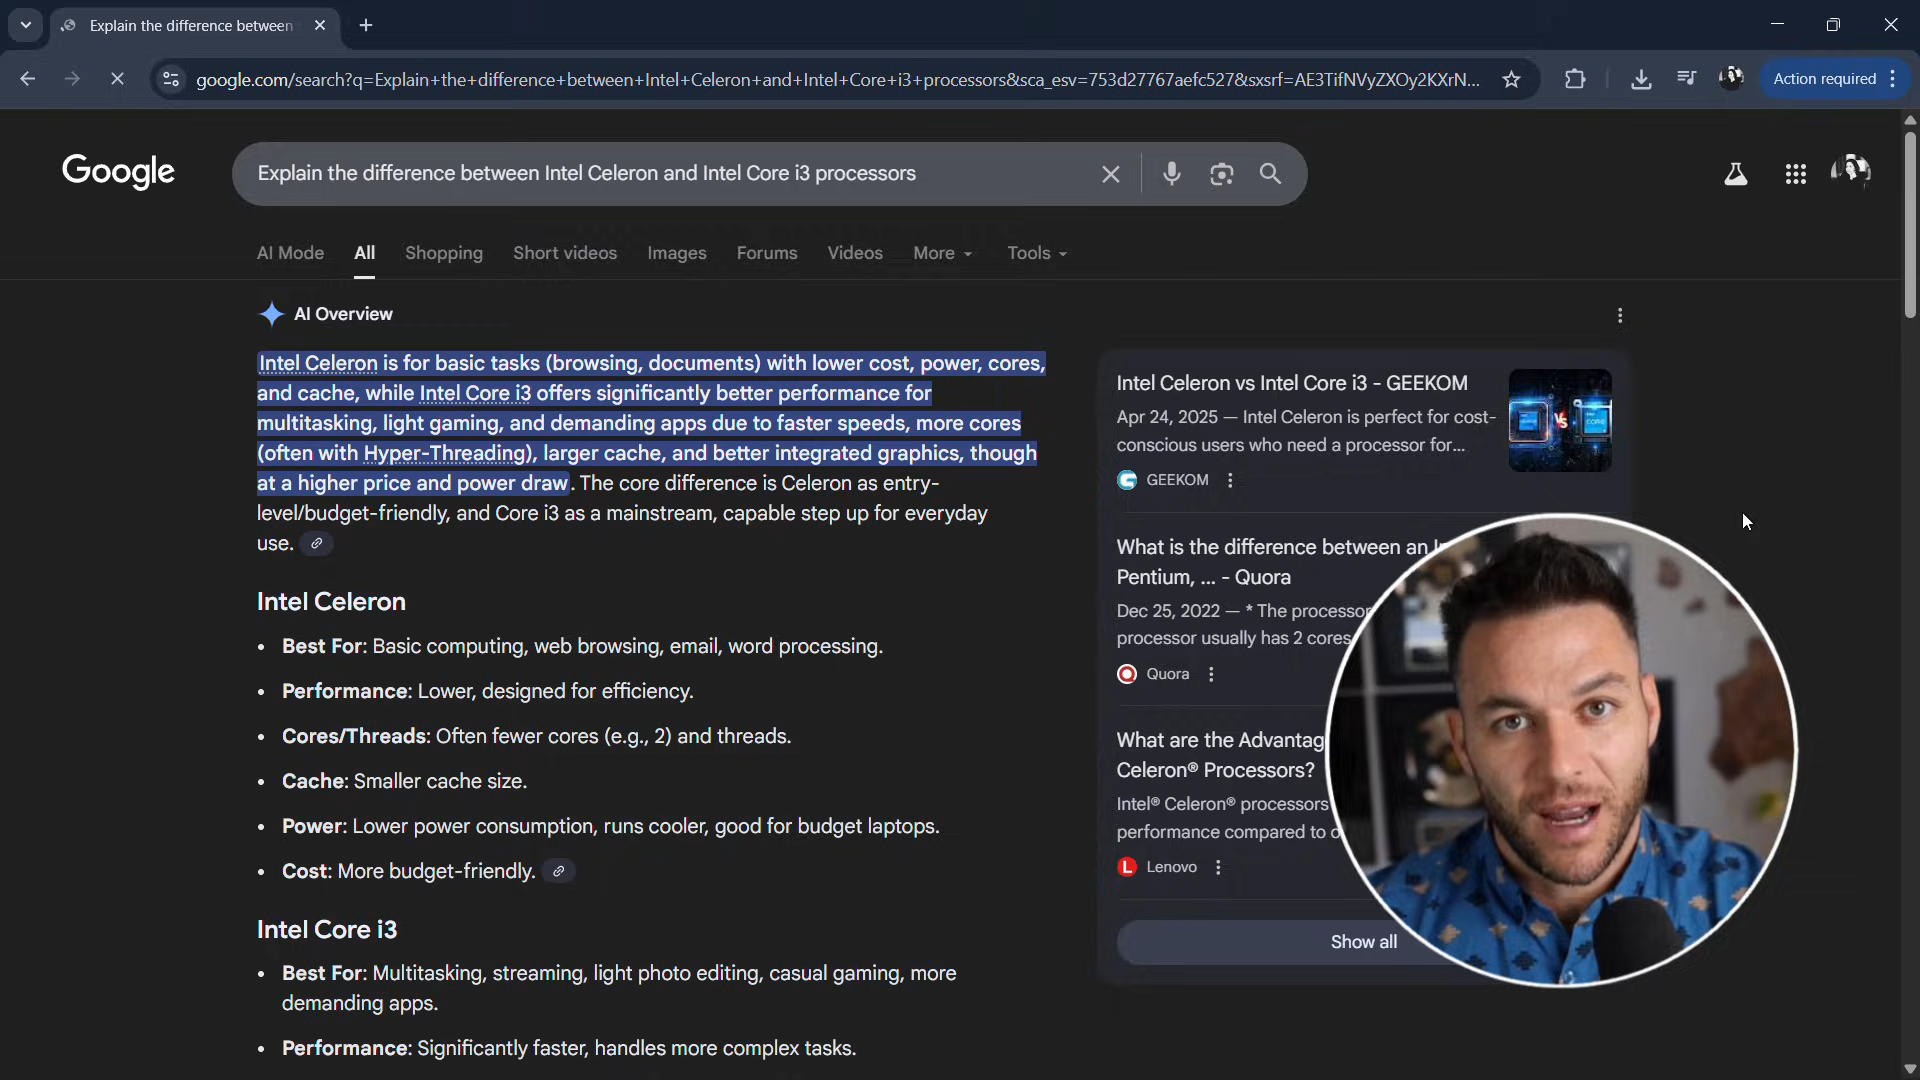 Explain the difference between
google.com/search?q=Explain+the+difference+between+Intel+Celeron+and+Intel+Core+i3+processors&sca_esv=753d27767aefc527&sxsrf=AE3TifNVyZXOy2KXrN...
Action required
Google
Explain the difference between Intel Celeron and Intel Core i3 processors
AI Mode
All
Shopping
Short videos
Images
Forums
Videos
More
Tools
AI Overview
Intel Celeron is for basic tasks (browsing, documents) with lower cost, power, cores,
and cache, while Intel Core i3 offers significantly better performance for
multitasking, light gaming, and demanding apps due to faster speeds, more cores
(often with Hyper-Threading), larger cache, and better integrated graphics, though
at a higher price and power draw. The core difference is Celeron as entry-
level/budget-friendly, and Core i3 as a mainstream, capable step up for everyday
use.
Intel Celeron
• Best For: Basic computing, web browsing, email, word processing.
• Performance: Lower, designed for efficiency.
• Cores/Threads: Often fewer cores (e.g., 2) and threads.
• Cache: Smaller cache size.
• Power: Lower power consumption, runs cooler, good for budget laptops.
• Cost: More budget-friendly.
Intel Core i3
• Best For: Multitasking, streaming, light photo editing, casual gaming, more
demanding apps.
• Performance: Significantly faster, handles more complex tasks.
Intel Celeron vs Intel Core i3 - GEEKOM
Apr 24, 2025 — Intel Celeron is perfect for cost-
conscious users who need a processor for...
VS
GEEKOM
What is the difference between an
Pentium, ... - Quora
Dec 25, 2022 — * The processor
processor usually has 2 cores
Quora
What are the
Celeron® Processors?
Intel® Celeron® processors
performance compared to
L Lenovo
Show all